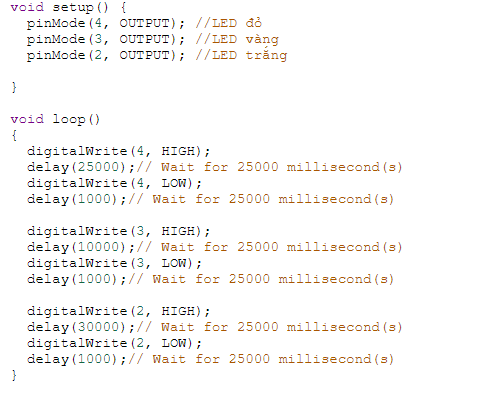 void setup() {
  pinMode(4, OUTPUT); //LED đỏ
  pinMode(3, OUTPUT); //LED vàng
  pinMode(2, OUTPUT); //LED trắng

}

void loop()
{
  digitalWrite(4, HIGH);
  delay(25000);// Wait for 25000 millisecond(s)
  digitalWrite(4, LOW);
  delay(1000);// Wait for 25000 millisecond(s)

  digitalWrite(3, HIGH);
  delay(10000);// Wait for 25000 millisecond(s)
  digitalWrite(3, LOW);
  delay(1000);// Wait for 25000 millisecond(s)

  digitalWrite(2, HIGH);
  delay(30000);// Wait for 25000 millisecond(s)
  digitalWrite(2, LOW);
  delay(1000);// Wait for 25000 millisecond(s)
}